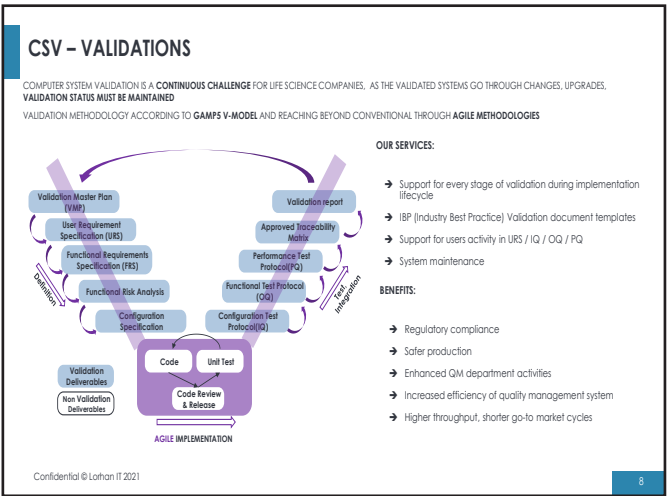 CSV – VALIDATIONS
COMPUTER SYSTEM VALIDATION IS A CONTINUOUS CHALLENGE FOR LIFE SCIENCE COMPANIES, AS THE VALIDATED SYSTEMS GO THROUGH CHANGES, UPGRADES,
VALIDATION STATUS MUST BE MAINTAINED
VALIDATION METHODOLOGY ACCORDING TO GAMP5 V-MODEL AND REACHING BEYOND CONVENTIONAL THROUGH AGILE METHODOLOGIES
Validation Master Plan
(VMP)
User Requirement
Specification (URS)
Functional Requirements
Specification (FRS)
Functional Risk Analysis
Configuration
Specification
Definition
Code
Unit Test
Code Review
& Release
AGILE IMPLEMENTATION
Validation report
Approved Traceability
Matrix
Performance Test
Protocol(PQ)
Functional Test Protocol
(OQ)
Configuration Test
Protocol(IQ)
Test,
Integration
Validation
Deliverables
Non Validation
Deliverables
OUR SERVICES:
➔ Support for every stage of validation during implementation
lifecycle
➔ IBP (Industry Best Practice) Validation document templates
➔ Support for users activity in URS / IQ / OQ / PQ
➔ System maintenance
BENEFITS:
➔ Regulatory compliance
➔ Safer production
➔ Enhanced QM department activities
➔ Increased efficiency of quality management system
➔ Higher throughput, shorter go-to market cycles
Confidential © Lorhan IT 2021
8